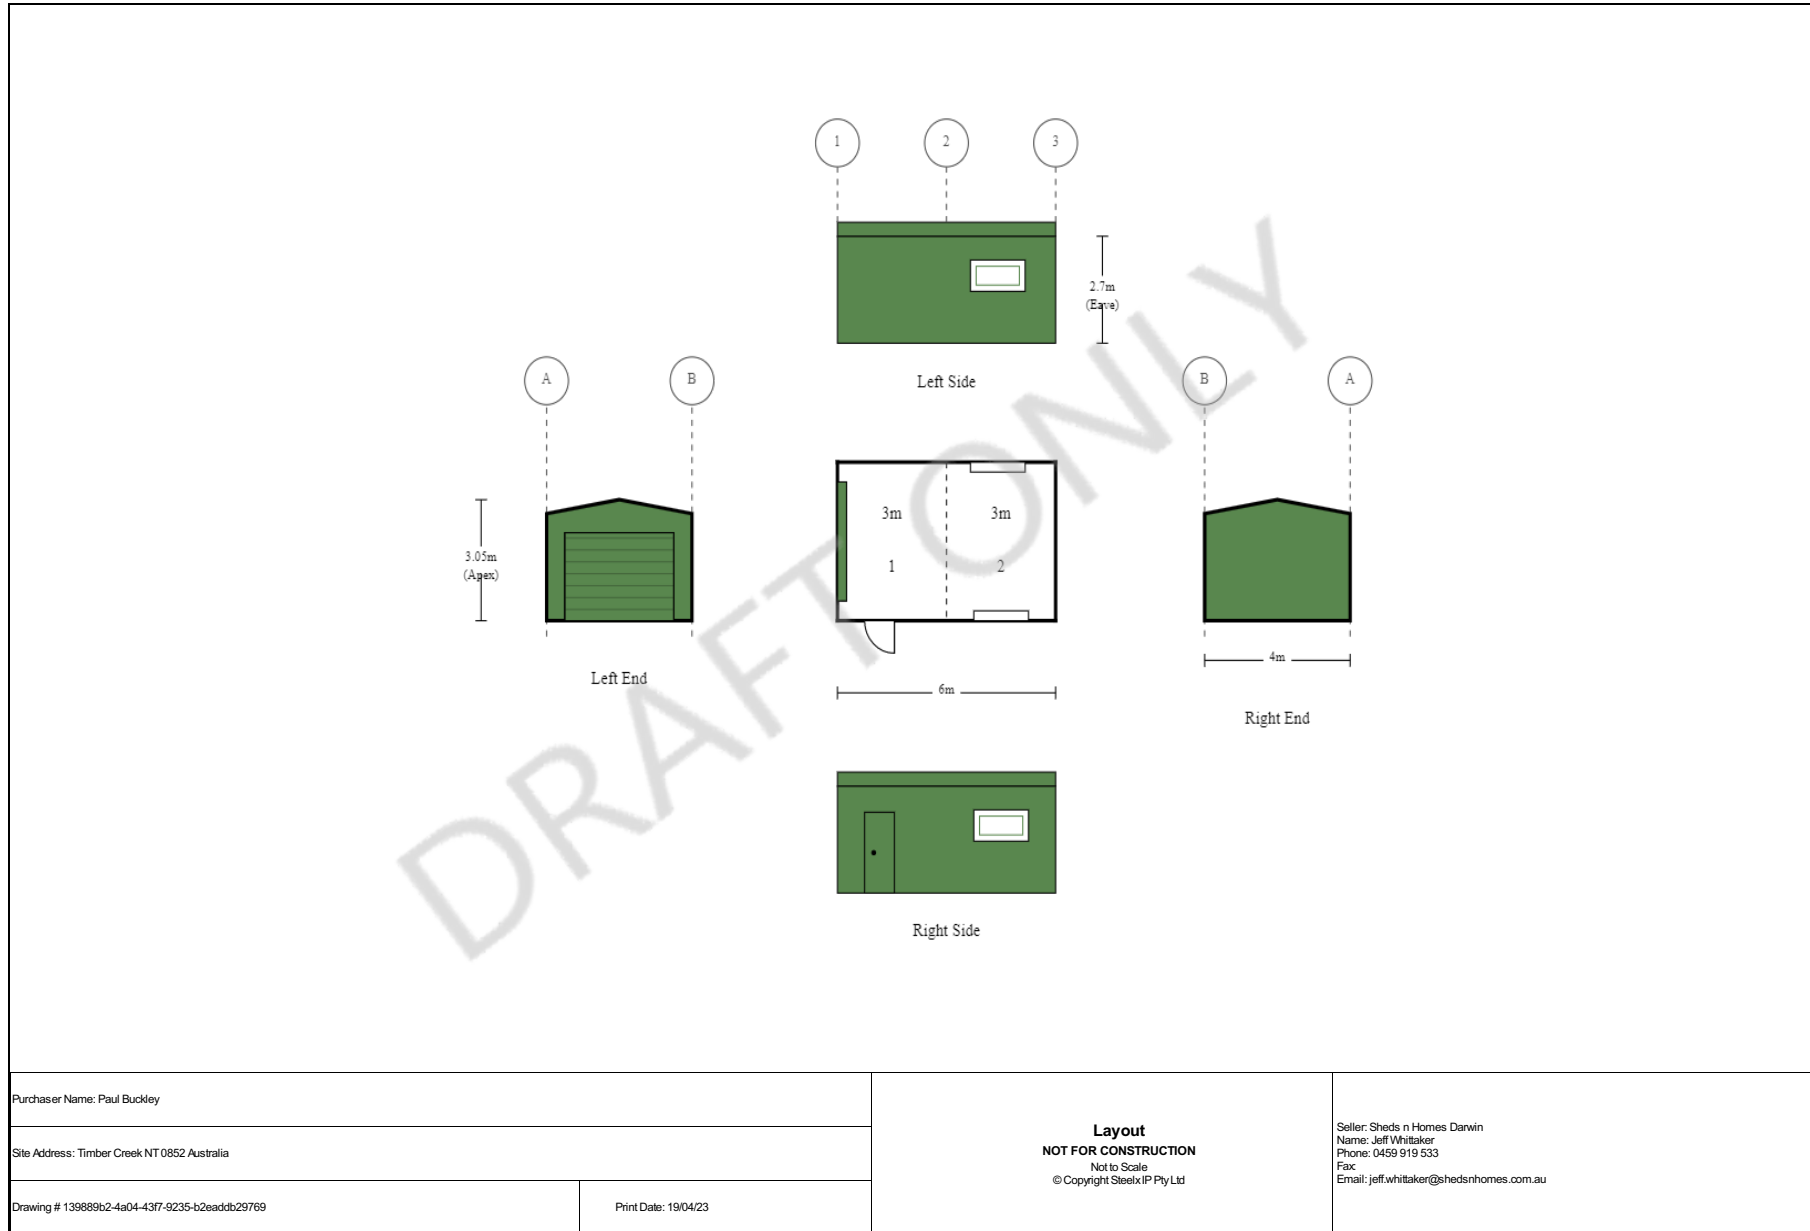 1 2 3
2.7m
(Eave)
Left Side
A B
B A
3m 3m
1 2
3.05m
(Apex)
Left End
4m
6m
Right End
Right Side
DRAFT ONLY
Purchaser Name: Paul Buckley
Site Address: Timber Creek NT 0852 Australia
Drawing # 139889b2-4a04-43f7-9235-b2eaddb29769
Print Date: 19/04/23
Layout
NOT FOR CONSTRUCTION
Not to Scale
© Copyright Steelx IP Pty Ltd
Seller: Sheds n Homes Darwin
Name: Jeff Whittaker
Phone: 0459 919 533
Fax:
Email: jeff.whittaker@shedsnhomes.com.au